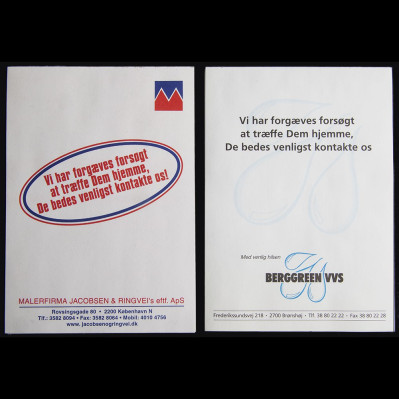 Vi har forgæves forsøgt
at træffe Dem hjemme,
De bedes venligst kontakte os!
MALERFIRMA JACOBSEN & RINGVEJ's eftf. ApS
Rovsingsgade 80 • 2200 København N
Tlf.: 3582 8094 • Fax: 3582 8064 • Mobil: 4010 4756
www.jacobsenogringvei.dk
Vi har forgæves forsøgt
at træffe Dem hjemme,
De bedes venligst kontakte os
Med venlig hilsen
BERGGREEN VVS
Frederikssundsvej 218 • 2700 Brønshøj • Tlf. 38 80 22 22 • Fax 38 80 22 28